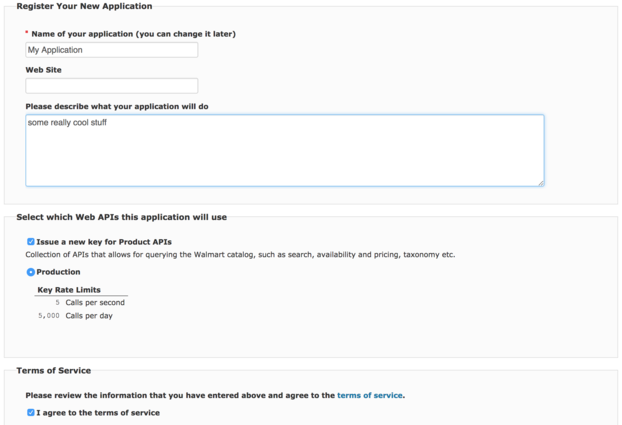 Register Your New Application
* Name of your application (you can change it later)
My Application
Web Site
Please describe what your application will do
some really cool stuff
Select which Web APIs this application will use
Issue a new key for Product APIs
Collection of APIs that allows for querying the Walmart catalog, such as search, availability and pricing, taxonomy etc.
Production
Key Rate Limits
5 Calls per second
5,000 Calls per day
Terms of Service
Please review the information that you have entered above and agree to the terms of service.
I agree to the terms of service